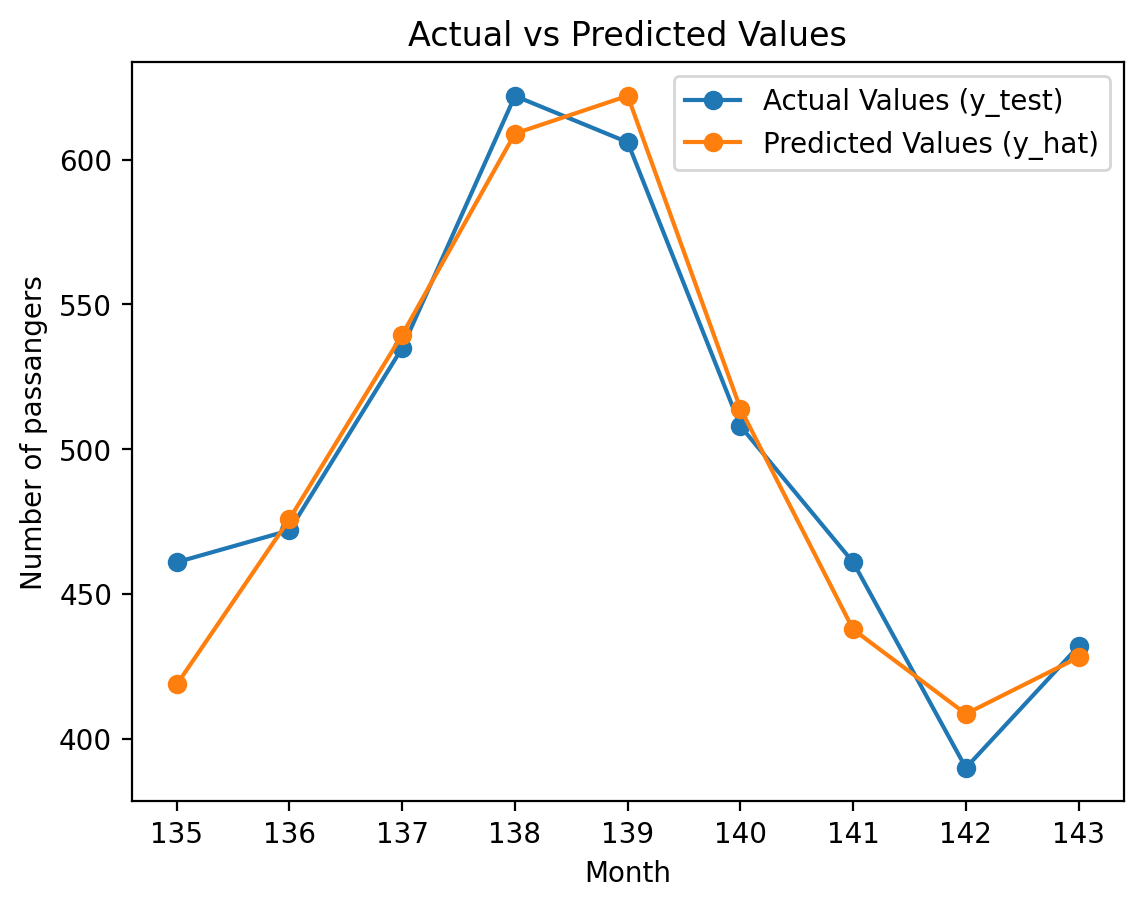 Actual vs Predicted Values
Actual Values (y_test)
Predicted Values (y_hat)
Number of passangers
600
550
500
450
400
135 136 137 138 139 140 141 142 143
Month